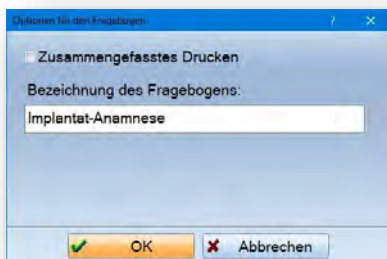 Optionen für den Fragebogen
Zusammengefasstes Drucken
Bezeichnung des Fragebogens:
Implantat-Anamnese
OK
Abbrechen